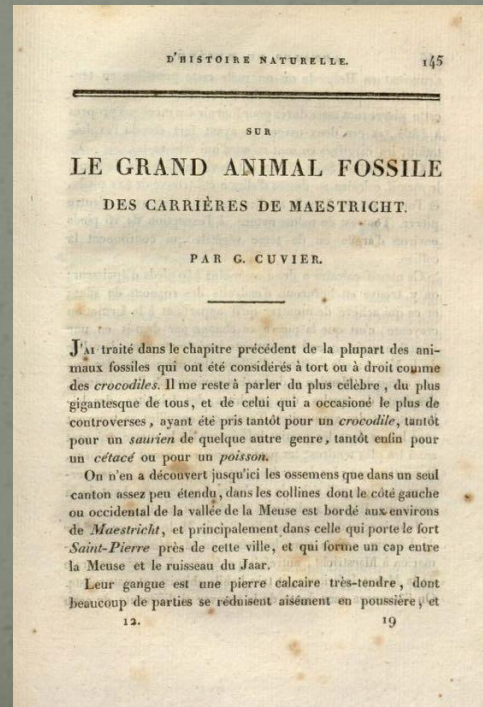 D'HISTOIRE NATURELLE. 145
SUR
LE GRAND ANIMAL FOSSILE
DES CARRIÈRES DE MAESTRICHT.
PAR G. CUVIER.
J'AI traité dans le chapitre précédent de la plupart des ani-
maux fossiles qui ont été considérés à tort ou à droit comme
des crocodiles. Il me reste à parler du plus célèbre, du plus
gigantesque de tous, et de celui qui a occasioné le plus de
controverses, ayant été pris tantôt pour un crocodile, tantôt
pour un saurien de quelque autre genre, tantôt enfin pour
un cétacé ou pour un poisson.
On n'en a découvert jusqu'ici les ossemens que dans un seul
canton assez peu étendu, dans les collines dont le côté gauche
ou occidental de la vallée de la Meuse est bordé aux environs
de Maestricht, et principalement dans celle qui porte le fort
Saint-Pierre près de cette ville, et qui forme un cap entre
la Meuse et le ruisseau du Jaar.
Leur gangue est une pierre calcaire très-tendre, dont
beaucoup de parties se réduisent aisément en poussière, et
12. 19